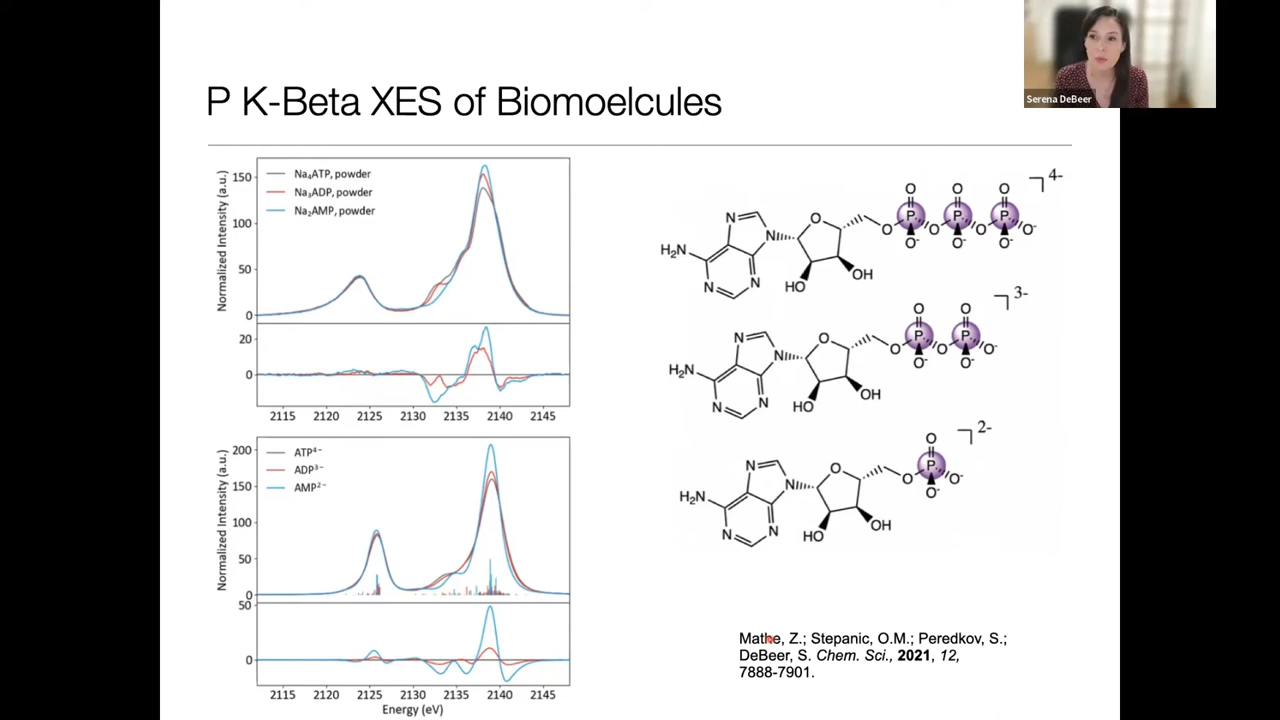 Serena DeBeer
P K-Beta XES of Biomoelcules
Normalized Intensity (a.u.)
150
100
50
0
20
0
Na₄ATP, powder
Na₃ADP, powder
Na₂AMP, powder
2115 2120 2125 2130 2135 2140 2145
Normalized Intensity (a.u.)
200
150
100
50
0
50
0
ATP⁴⁻
ADP³⁻
AMP²⁻
2115 2120 2125 2130 2135 2140 2145
Energy (eV)
4-
O O O
P P P
O O O O O⁻
O⁻ O⁻ O⁻
N N
H₂N
N N
HO OH
3-
O O
P P
O O O O⁻
O⁻ O⁻
N N
H₂N
N N
HO OH
2-
O
P
O O O⁻
O⁻
N N
H₂N
N N
HO OH
Mathe, Z.; Stepanic, O.M.; Peredkov, S.;
DeBeer, S. Chem. Sci., 2021, 12,
7888-7901.